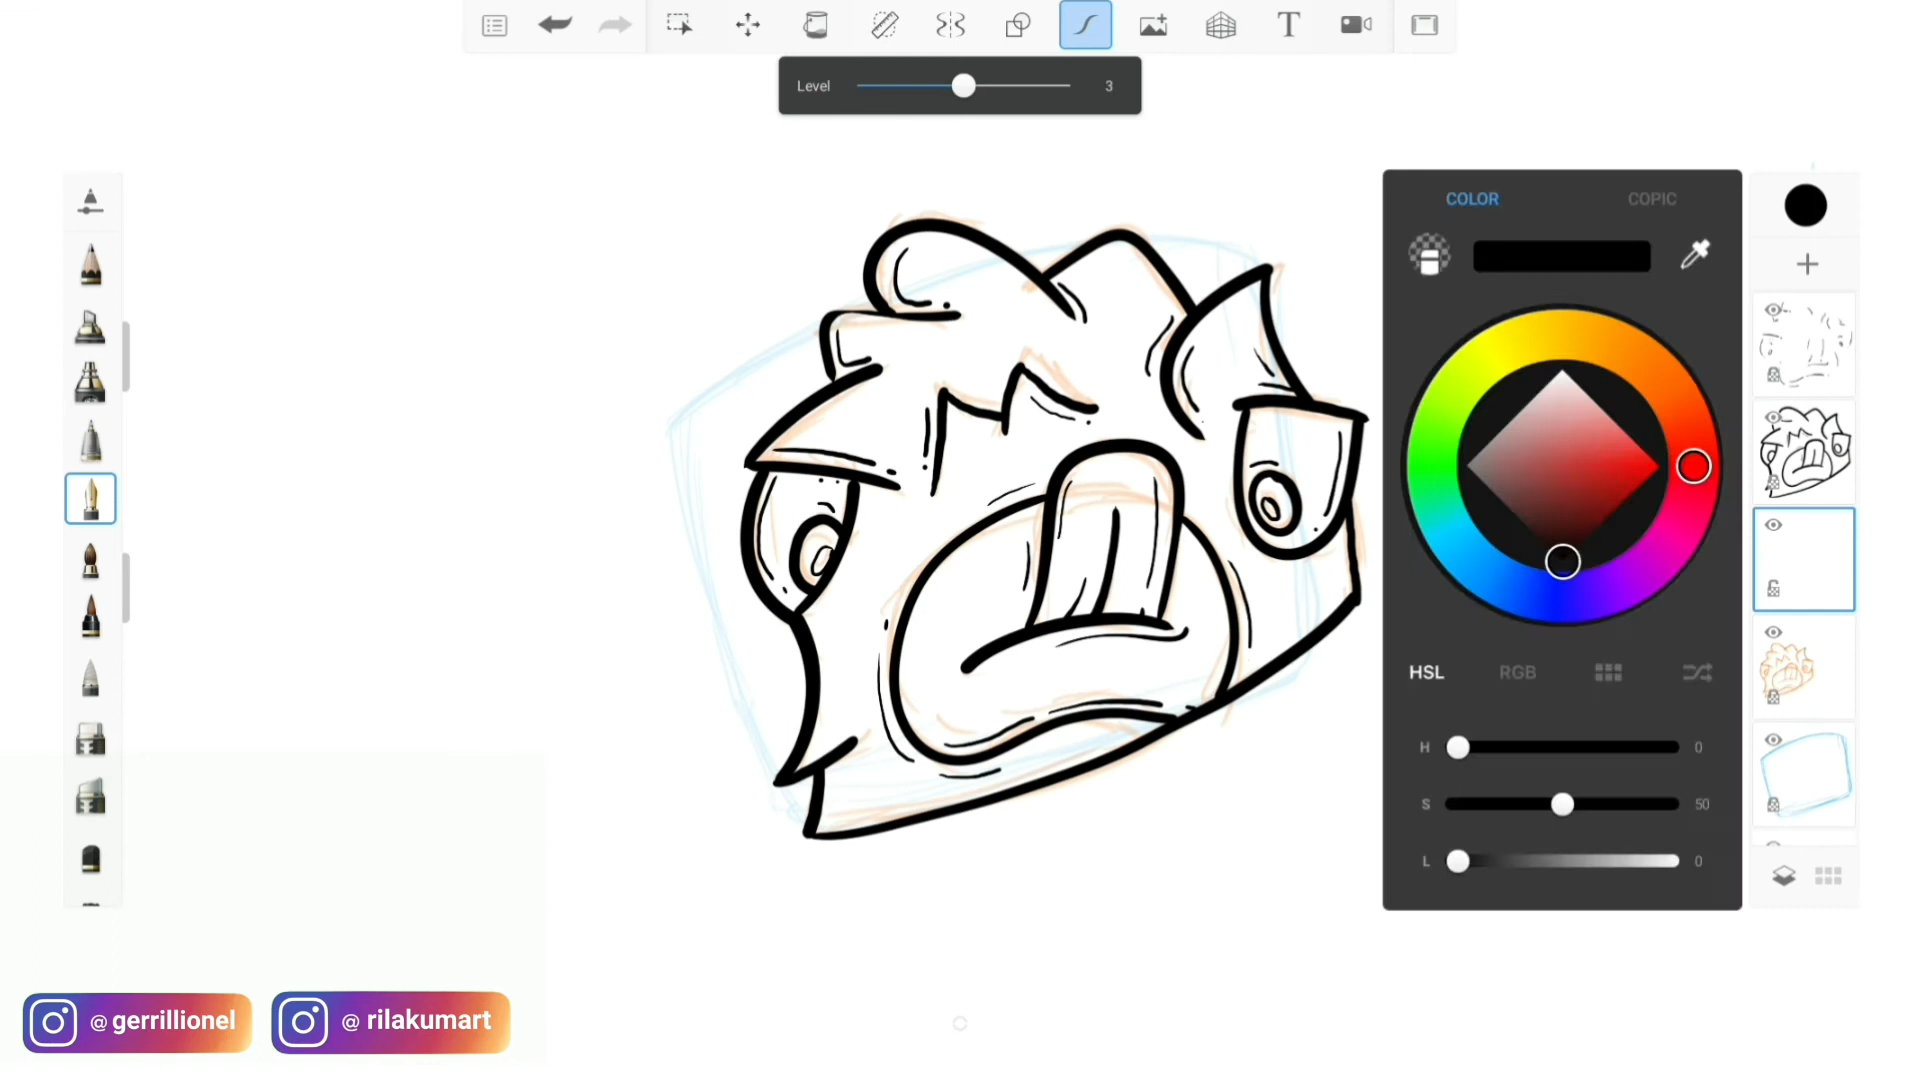 T
Level 3
COLOR COPIC
HSL RGB
H 0
S 50
L 0
@ gerrillionel
@ rilakumart